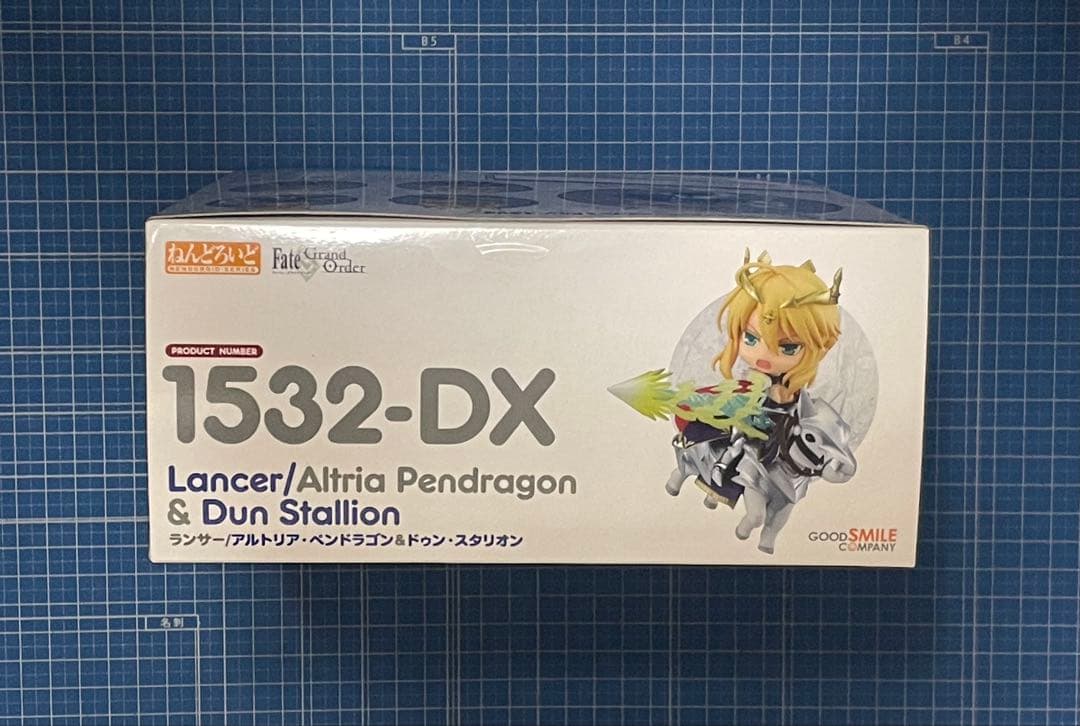 B5
B4
ねんどろいど
NENDOROID SERIES
Fate Grand
Order
PRODUCT NUMBER
1532-DX
Lancer/Altria Pendragon
& Dun Stallion
ランサー/アルトリア・ペンドラゴン&ドゥン・スタリオン
GOOD SMILE
COMPANY
名刺